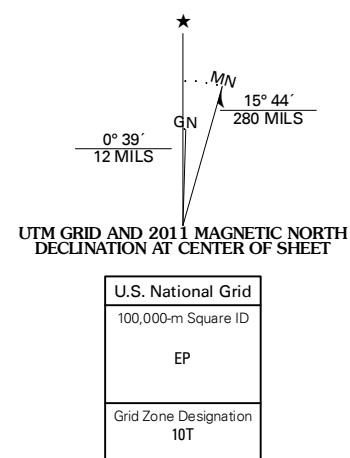 ★
MN
15° 44´
280 MILS
GN
0° 39´
12 MILS
UTM GRID AND 2011 MAGNETIC NORTH
DECLINATION AT CENTER OF SHEET
U.S. National Grid
100,000-m Square ID
EP
Grid Zone Designation
10T